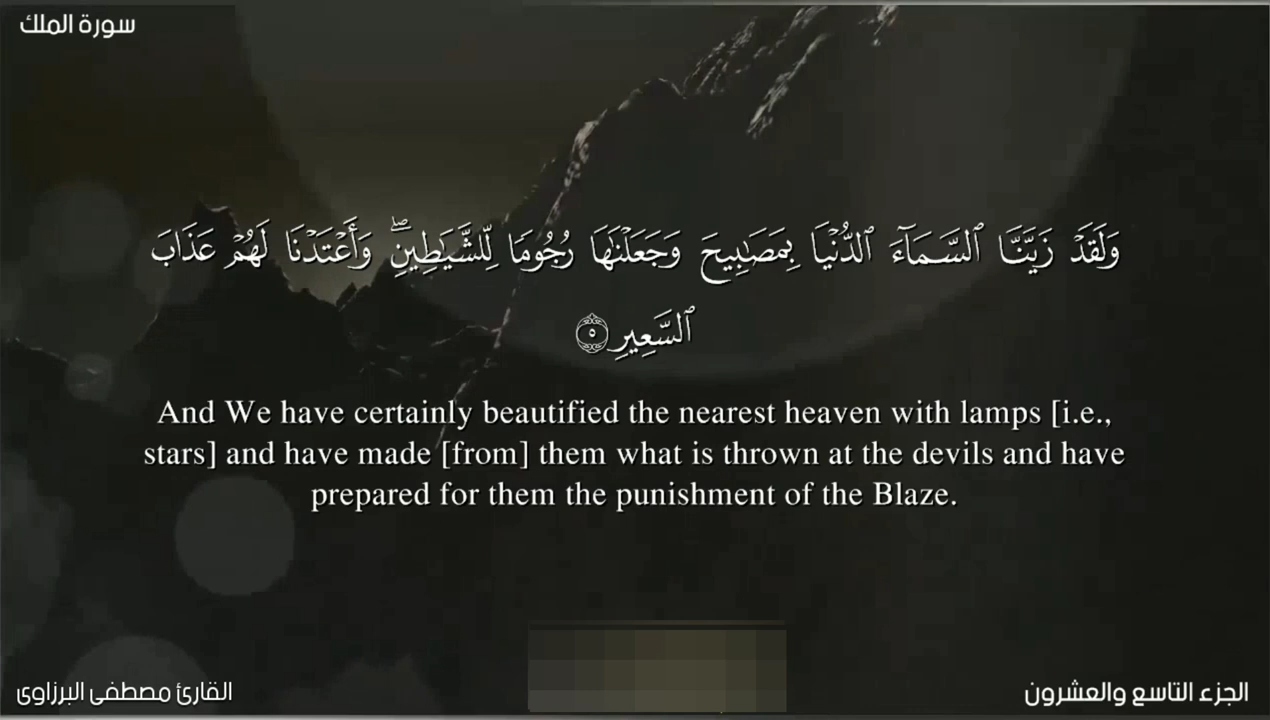 سورة الملك
وَلَقَدْ زَيَّنَّا ٱلسَّمَآءَ ٱلدُّنْيَا بِمَصَٰبِيحَ وَجَعَلْنَٰهَا رُجُومًا لِّلشَّيَٰطِينِۖ وَأَعْتَدْنَا لَهُمْ عَذَابَ
ٱلسَّعِيرِ ٥
And We have certainly beautified the nearest heaven with lamps [i.e.,
stars] and have made [from] them what is thrown at the devils and have
prepared for them the punishment of the Blaze.
الجزء التاسع والعشرون
القارئ مصطفى البرزاوى